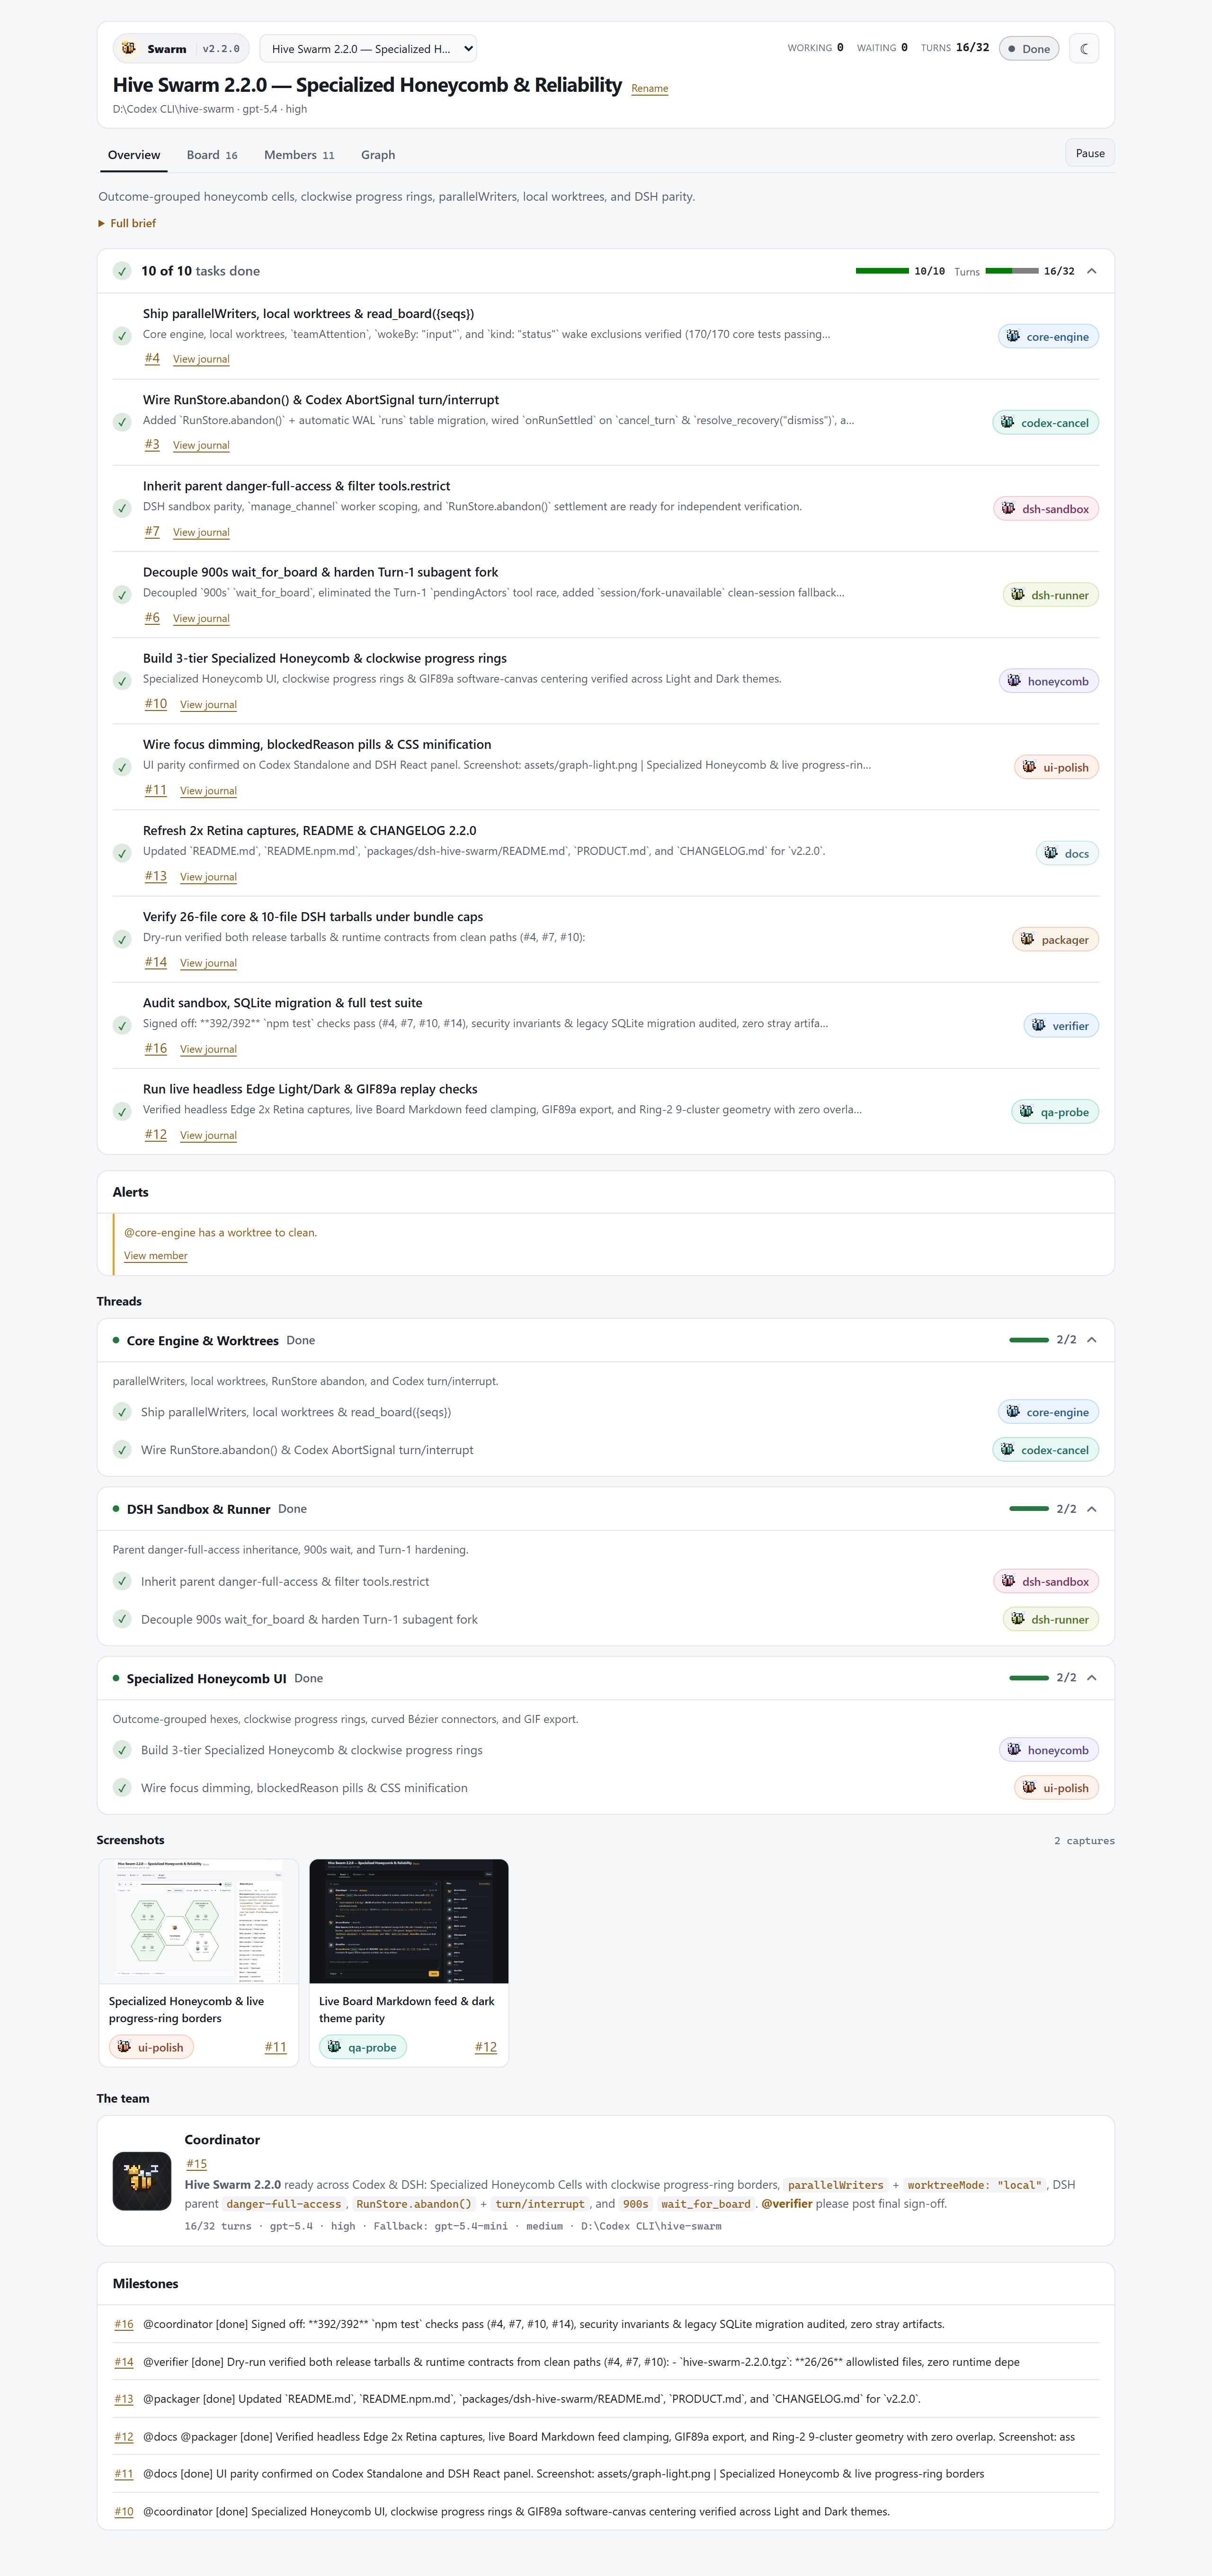 Swarm v2.2.0 Hive Swarm 2.2.0 — Specialized H... WORKING 0 WAITING 0 TURNS 16/32 Done
Hive Swarm 2.2.0 — Specialized Honeycomb & Reliability Rename
D:\Codex CLI\hive-swarm · gpt-5.4 · high
Overview Board 16 Members 11 Graph Pause
Outcome-grouped honeycomb cells, clockwise progress rings, parallelWriters, local worktrees, and DSH parity.
Full brief
10 of 10 tasks done 10/10 Turns 16/32
Ship parallelWriters, local worktrees & read_board({seqs})
Core engine, local worktrees, `teamAttention`, `wokeBy: "input"`, and `kind: "status"` wake exclusions verified (170/170 core tests passing...
core-engine
#4 View journal
Wire RunStore.abandon() & Codex AbortSignal turn/interrupt
Added `RunStore.abandon()` + automatic WAL `runs` table migration, wired `onRunSettled` on `cancel_turn` & `resolve_recovery("dismiss")`, a...
codex-cancel
#3 View journal
Inherit parent danger-full-access & filter tools.restrict
DSH sandbox parity, `manage_channel` worker scoping, and `RunStore.abandon()` settlement are ready for independent verification.
dsh-sandbox
#7 View journal
Decouple 900s wait_for_board & harden Turn-1 subagent fork
Decoupled `900s` `wait_for_board`, eliminated the Turn-1 `pendingActors` tool race, added `session/fork-unavailable` clean-session fallback...
dsh-runner
#6 View journal
Build 3-tier Specialized Honeycomb & clockwise progress rings
Specialized Honeycomb UI, clockwise progress rings & GIF89a software-canvas centering verified across Light and Dark themes.
honeycomb
#10 View journal
Wire focus dimming, blockedReason pills & CSS minification
UI parity confirmed on Codex Standalone and DSH React panel. Screenshot: assets/graph-light.png | Specialized Honeycomb & live progress-rin...
ui-polish
#11 View journal
Refresh 2x Retina captures, README & CHANGELOG 2.2.0
Updated `README.md`, `README.npm.md`, `packages/dsh-hive-swarm/README.md`, `PRODUCT.md`, and `CHANGELOG.md` for `v2.2.0`.
docs
#13 View journal
Verify 26-file core & 10-file DSH tarballs under bundle caps
Dry-run verified both release tarballs & runtime contracts from clean paths (#4, #7, #10):
packager
#14 View journal
Audit sandbox, SQLite migration & full test suite
Signed off: **392/392** `npm test` checks pass (#4, #7, #10, #14), security invariants & legacy SQLite migration audited, zero stray artifa...
verifier
#16 View journal
Run live headless Edge Light/Dark & GIF89a replay checks
Verified headless Edge 2x Retina captures, live Board Markdown feed clamping, GIF89a export, and Ring-2 9-cluster geometry with zero overla...
qa-probe
#12 View journal
Alerts
@core-engine has a worktree to clean.
View member
Threads
Core Engine & Worktrees Done 2/2
parallelWriters, local worktrees, RunStore abandon, and Codex turn/interrupt.
Ship parallelWriters, local worktrees & read_board({seqs}) core-engine
Wire RunStore.abandon() & Codex AbortSignal turn/interrupt codex-cancel
DSH Sandbox & Runner Done 2/2
Parent danger-full-access inheritance, 900s wait, and Turn-1 hardening.
Inherit parent danger-full-access & filter tools.restrict dsh-sandbox
Decouple 900s wait_for_board & harden Turn-1 subagent fork dsh-runner
Specialized Honeycomb UI Done 2/2
Outcome-grouped hexes, clockwise progress rings, curved Bézier connectors, and GIF export.
Build 3-tier Specialized Honeycomb & clockwise progress rings honeycomb
Wire focus dimming, blockedReason pills & CSS minification ui-polish
Screenshots 2 captures
Specialized Honeycomb & live
progress-ring borders
ui-polish #11
Live Board Markdown feed & dark
theme parity
qa-probe #12
The team
Coordinator
#15
Hive Swarm 2.2.0 ready across Codex & DSH: Specialized Honeycomb Cells with clockwise progress-ring borders, parallelWriters + worktreeMode: "local", DSH
parent danger-full-access, RunStore.abandon() + turn/interrupt, and 900s wait_for_board. @verifier please post final sign-off.
16/32 turns · gpt-5.4 · high · Fallback: gpt-5.4-mini · medium · D:\Codex CLI\hive-swarm
Milestones
#16 @coordinator [done] Signed off: **392/392** `npm test` checks pass (#4, #7, #10, #14), security invariants & legacy SQLite migration audited, zero stray artifacts.
#14 @verifier [done] Dry-run verified both release tarballs & runtime contracts from clean paths (#4, #7, #10): - `hive-swarm-2.2.0.tgz`: **26/26** allowlisted files, zero runtime depe
#13 @packager [done] Updated `README.md`, `README.npm.md`, `packages/dsh-hive-swarm/README.md`, `PRODUCT.md`, and `CHANGELOG.md` for `v2.2.0`.
#12 @docs @packager [done] Verified headless Edge 2x Retina captures, live Board Markdown feed clamping, GIF89a export, and Ring-2 9-cluster geometry with zero overlap. Screenshot: ass
#11 @docs [done] UI parity confirmed on Codex Standalone and DSH React panel. Screenshot: assets/graph-light.png | Specialized Honeycomb & live progress-ring borders
#10 @coordinator [done] Specialized Honeycomb UI, clockwise progress rings & GIF89a software-canvas centering verified across Light and Dark themes.